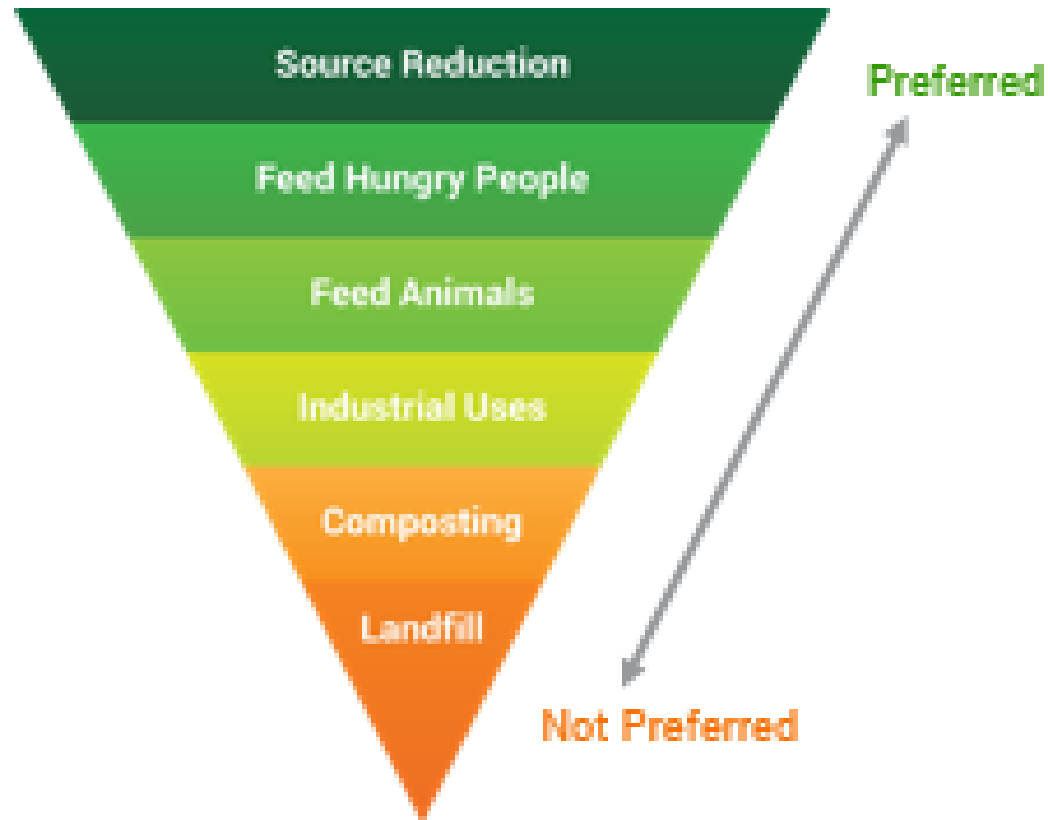 Source Reduction
Preferred
Feed Hungry People
Feed Animals
Industrial Uses
Composting
Landfill
Not Preferred